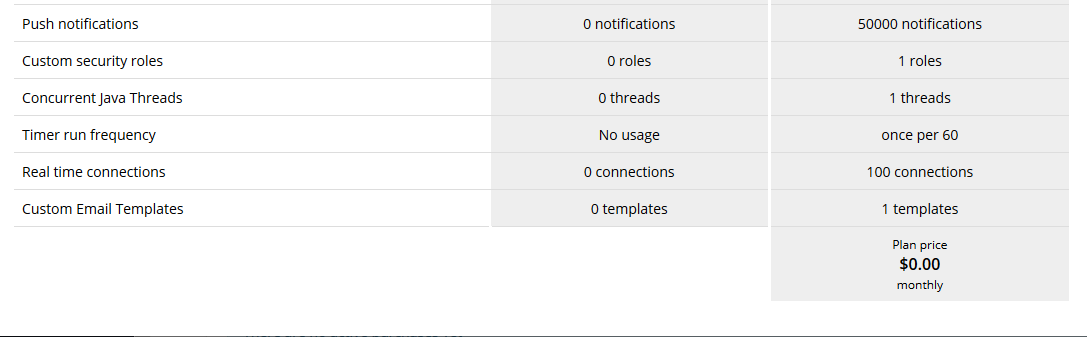 Push notifications 0 notifications 50000 notifications
Custom security roles 0 roles 1 roles
Concurrent Java Threads 0 threads 1 threads
Timer run frequency No usage once per 60
Real time connections 0 connections 100 connections
Custom Email Templates 0 templates 1 templates
Plan price
$0.00
monthly